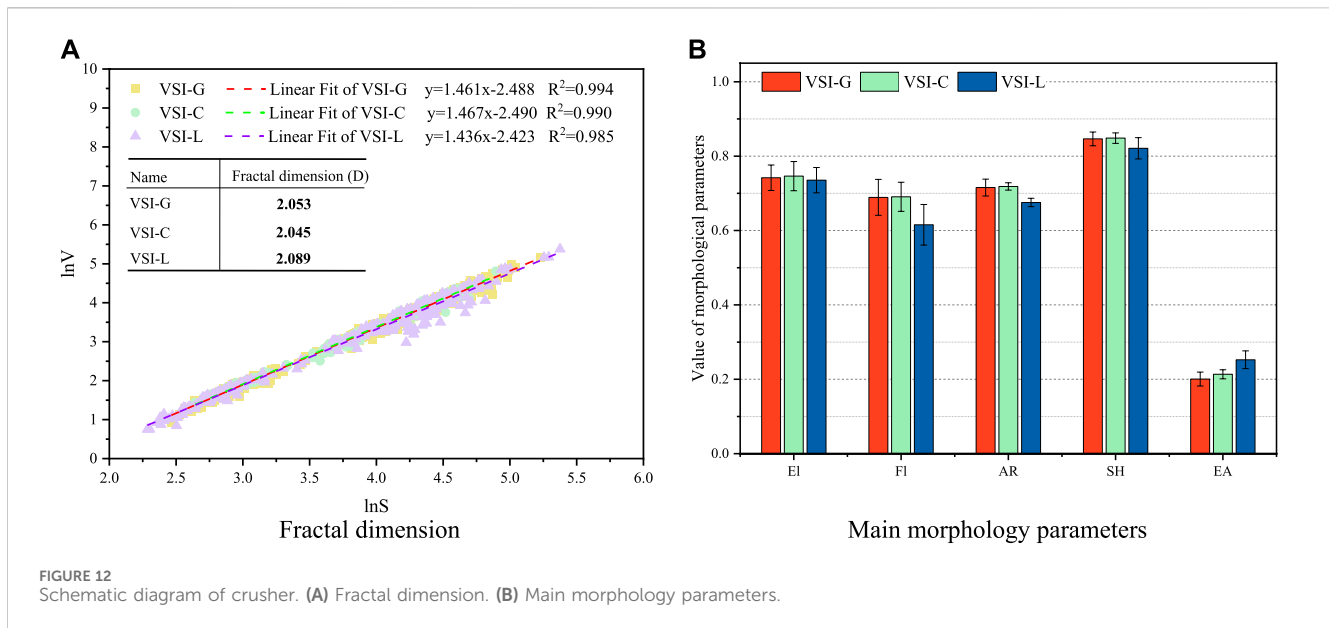 A
10
9
8
7
6
5
4
3
2
1
0
lnV
VSI-G Linear Fit of VSI-G y=1.461x-2.488 R²=0.994
VSI-C Linear Fit of VSI-C y=1.467x-2.490 R²=0.990
VSI-L Linear Fit of VSI-L y=1.436x-2.423 R²=0.985
Name Fractal dimension (D)
VSI-G 2.053
VSI-C 2.045
VSI-L 2.089
2.0 2.5 3.0 3.5 4.0 4.5 5.0 5.5 6.0
lnS
Fractal dimension
B
1.0
0.8
0.6
0.4
0.2
0.0
Value of morphological parameters
VSI-G VSI-C VSI-L
EI FI AR SH EA
Main morphology parameters
FIGURE 12
Schematic diagram of crusher. (A) Fractal dimension. (B) Main morphology parameters.